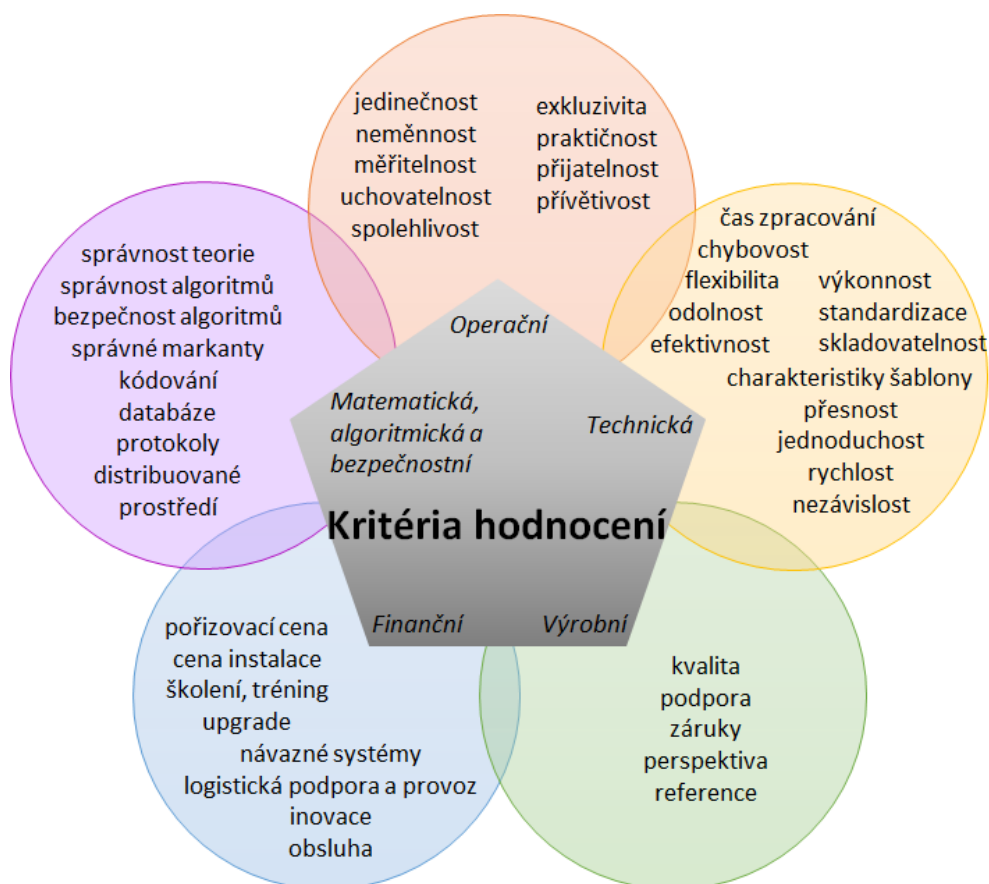 jedinečnost
neměnnost
měřitelnost
uchovatelnost
spolehlivost
exkluzivita
praktičnost
přijatelnost
přívětivost
čas zpracování
chybovost
flexibilita výkonnost
odolnost standardizace
efektivnost skladovatelnost
charakteristiky šablony
přesnost
jednoduchost
rychlost
nezávislost
správnost teorie
správnost algoritmů
bezpečnost algoritmů
správné markanty
kódování
databáze
protokoly
distribuované
prostředí
Operační
Matematická,
algoritmická a
bezpečnostní
Technická
Kritéria hodnocení
Finanční
Výrobní
pořizovací cena
cena instalace
školení, tréning
upgrade
návazné systémy
logistická podpora a provoz
inovace
obsluha
kvalita
podpora
záruky
perspektiva
reference